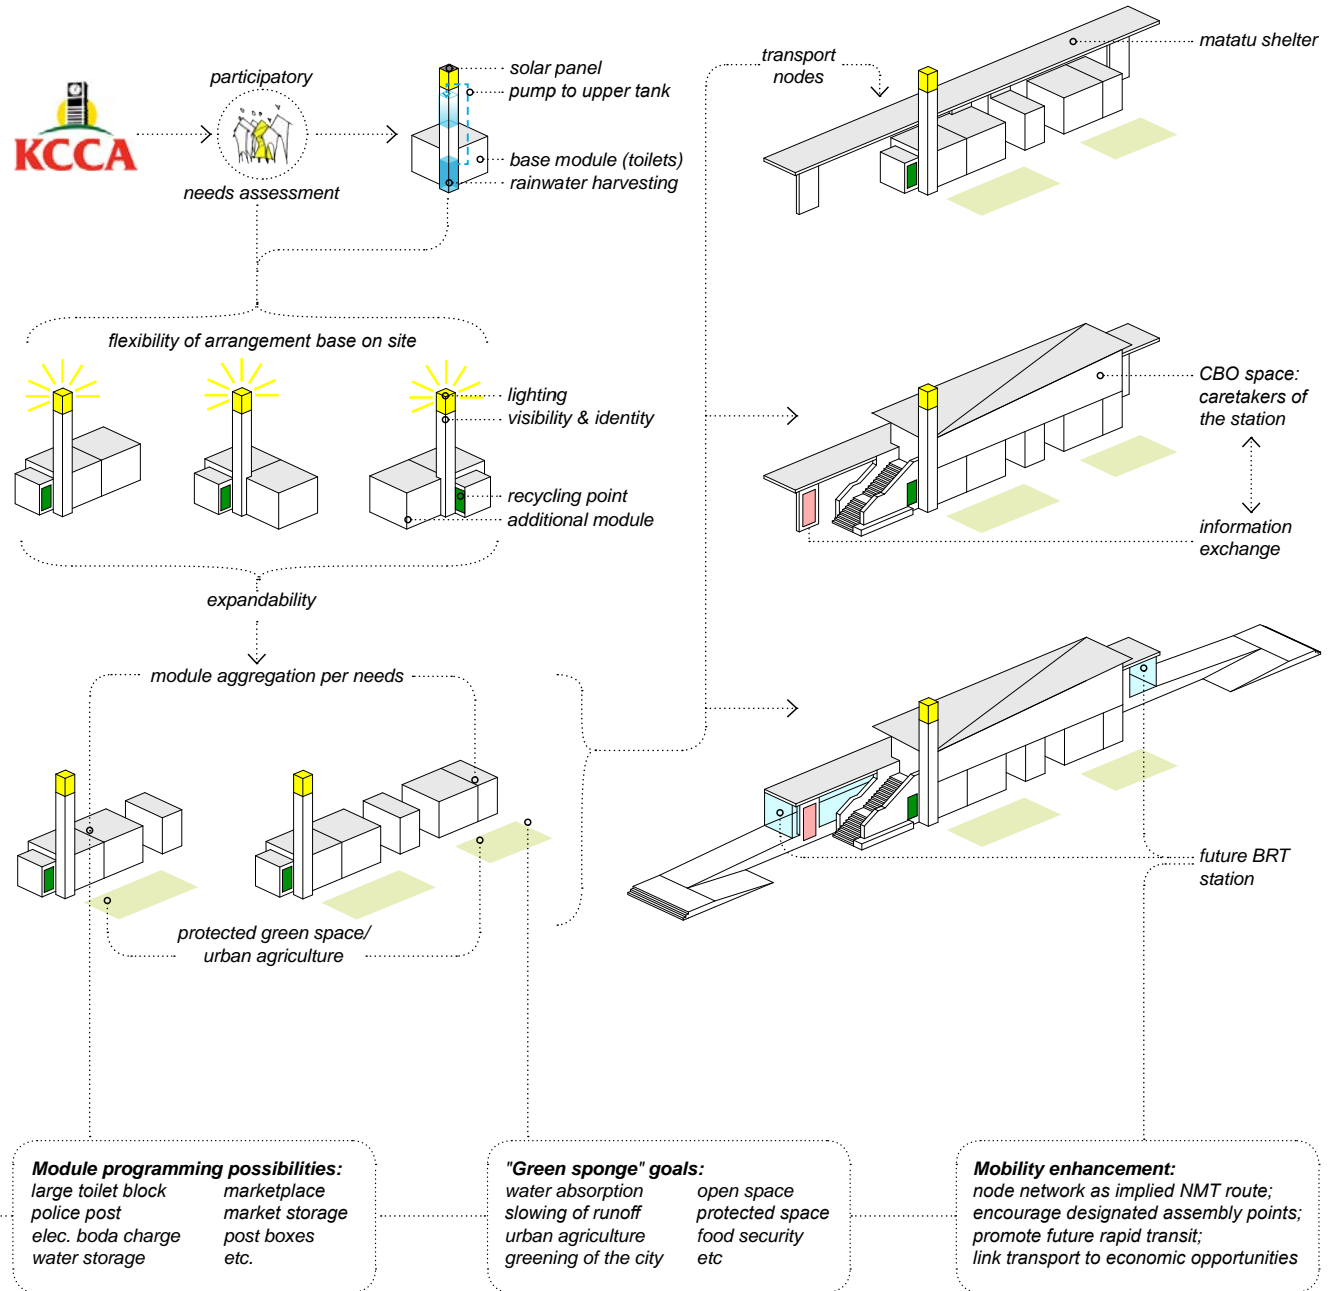 KCCA
participatory
needs assessment
solar panel
pump to upper tank
base module (toilets)
rainwater harvesting
transport
nodes
matatu shelter
flexibility of arrangement base on site
lighting
visibility & identity
recycling point
additional module
CBO space:
caretakers of
the station
information
exchange
expandability
module aggregation per needs
protected green space/
urban agriculture
future BRT
station
Module programming possibilities:
large toilet block
police post
elec. boda charge
water storage
marketplace
market storage
post boxes
etc.
"Green sponge" goals:
water absorption
slowing of runoff
urban agriculture
greening of the city
open space
protected space
food security
etc
Mobility enhancement:
node network as implied NMT route;
encourage designated assembly points;
promote future rapid transit;
link transport to economic opportunities